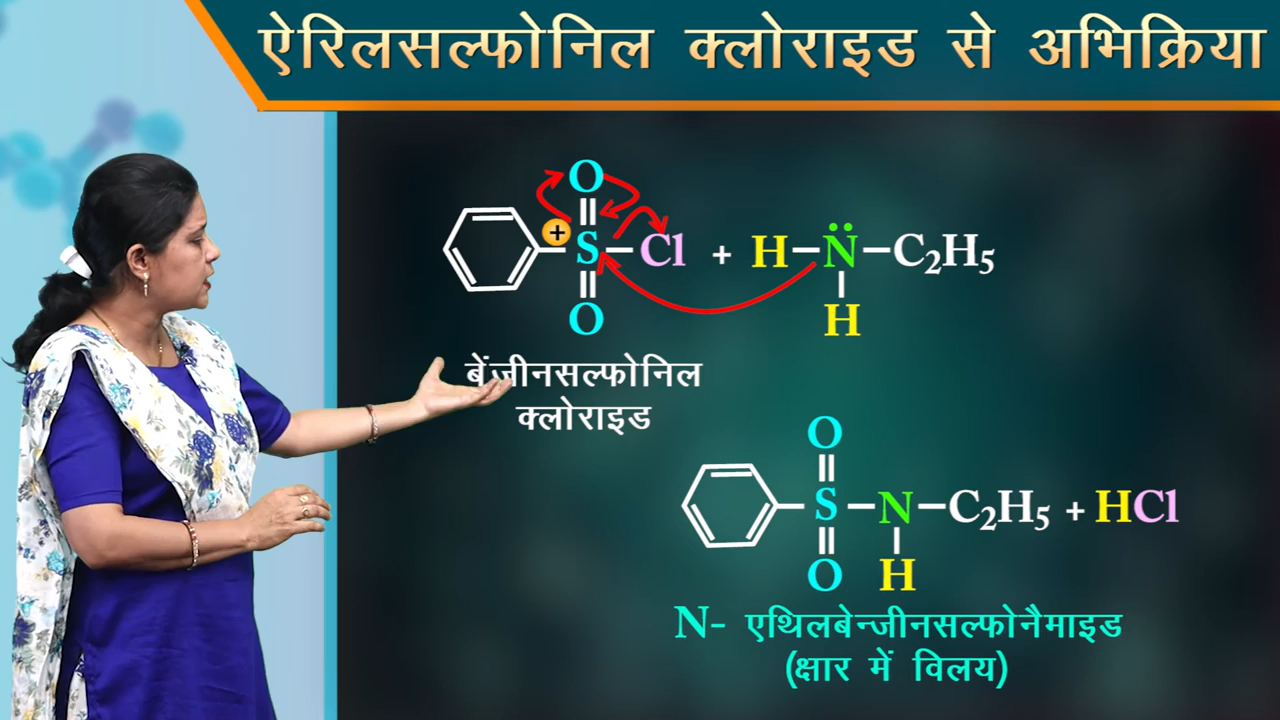 ऐरिलसल्फोनिल क्लोराइड से अभिक्रिया
O
S
Cl
O
+
+
H
N̈
C₂H₅
H
बेंजीनसल्फोनिल
क्लोराइड
O
S
N
C₂H₅ + HCl
O
H
N- एथिलबेन्जीनसल्फोनैमाइड
(क्षार में विलय)